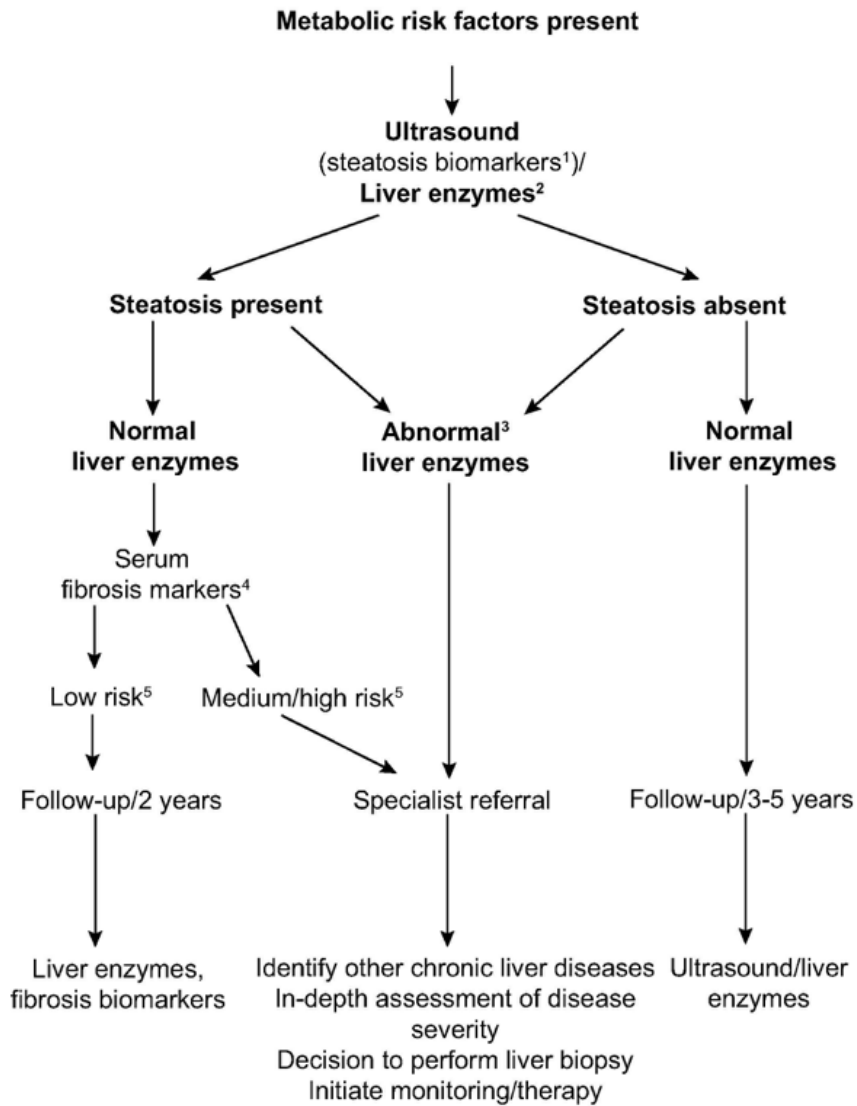 Metabolic risk factors present
Ultrasound
(steatosis biomarkers¹)/
Liver enzymes²
Steatosis present
Steatosis absent
Normal
liver enzymes
Abnormal³
liver enzymes
Normal
liver enzymes
Serum
fibrosis markers⁴
Low risk⁵
Medium/high risk⁵
Follow-up/2 years
Specialist referral
Follow-up/3-5 years
Liver enzymes,
fibrosis biomarkers
Identify other chronic liver diseases
In-depth assessment of disease
severity
Decision to perform liver biopsy
Initiate monitoring/therapy
Ultrasound/liver
enzymes